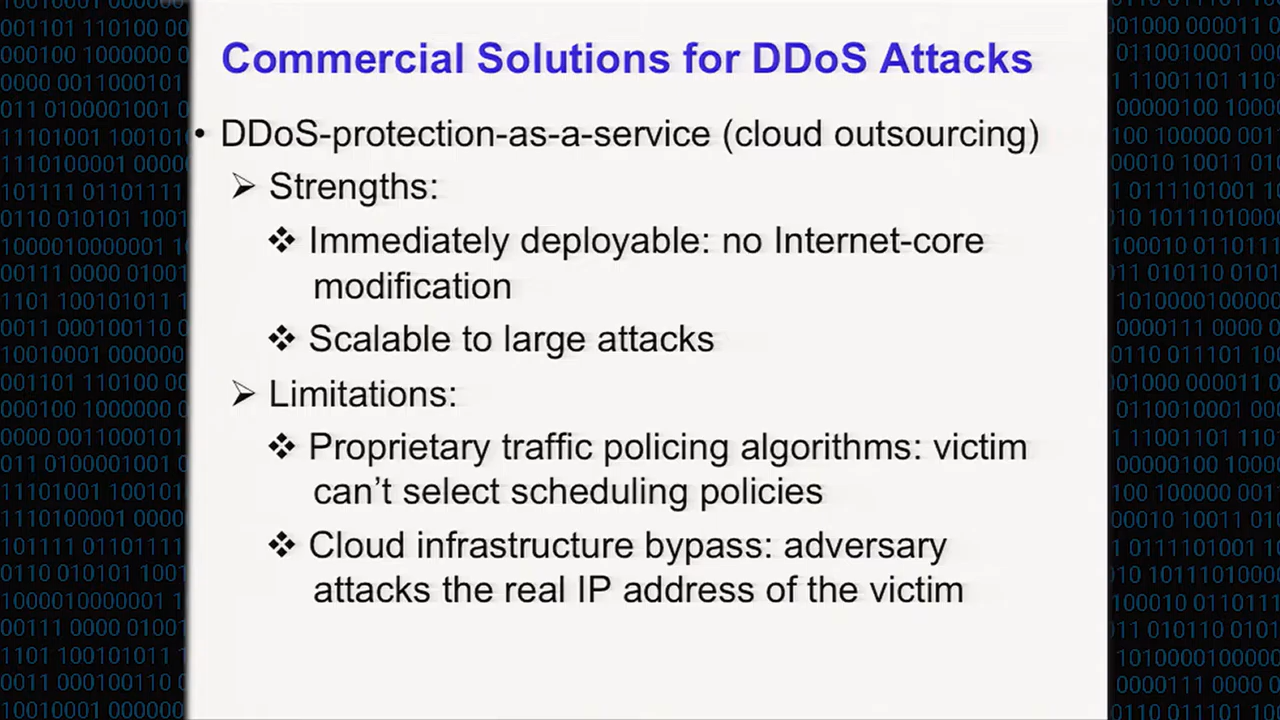 Commercial Solutions for DDoS Attacks
• DDoS-protection-as-a-service (cloud outsourcing)
➢ Strengths:
❖ Immediately deployable: no Internet-core
modification
❖ Scalable to large attacks
➢ Limitations:
❖ Proprietary traffic policing algorithms: victim
can’t select scheduling policies
❖ Cloud infrastructure bypass: adversary
attacks the real IP address of the victim